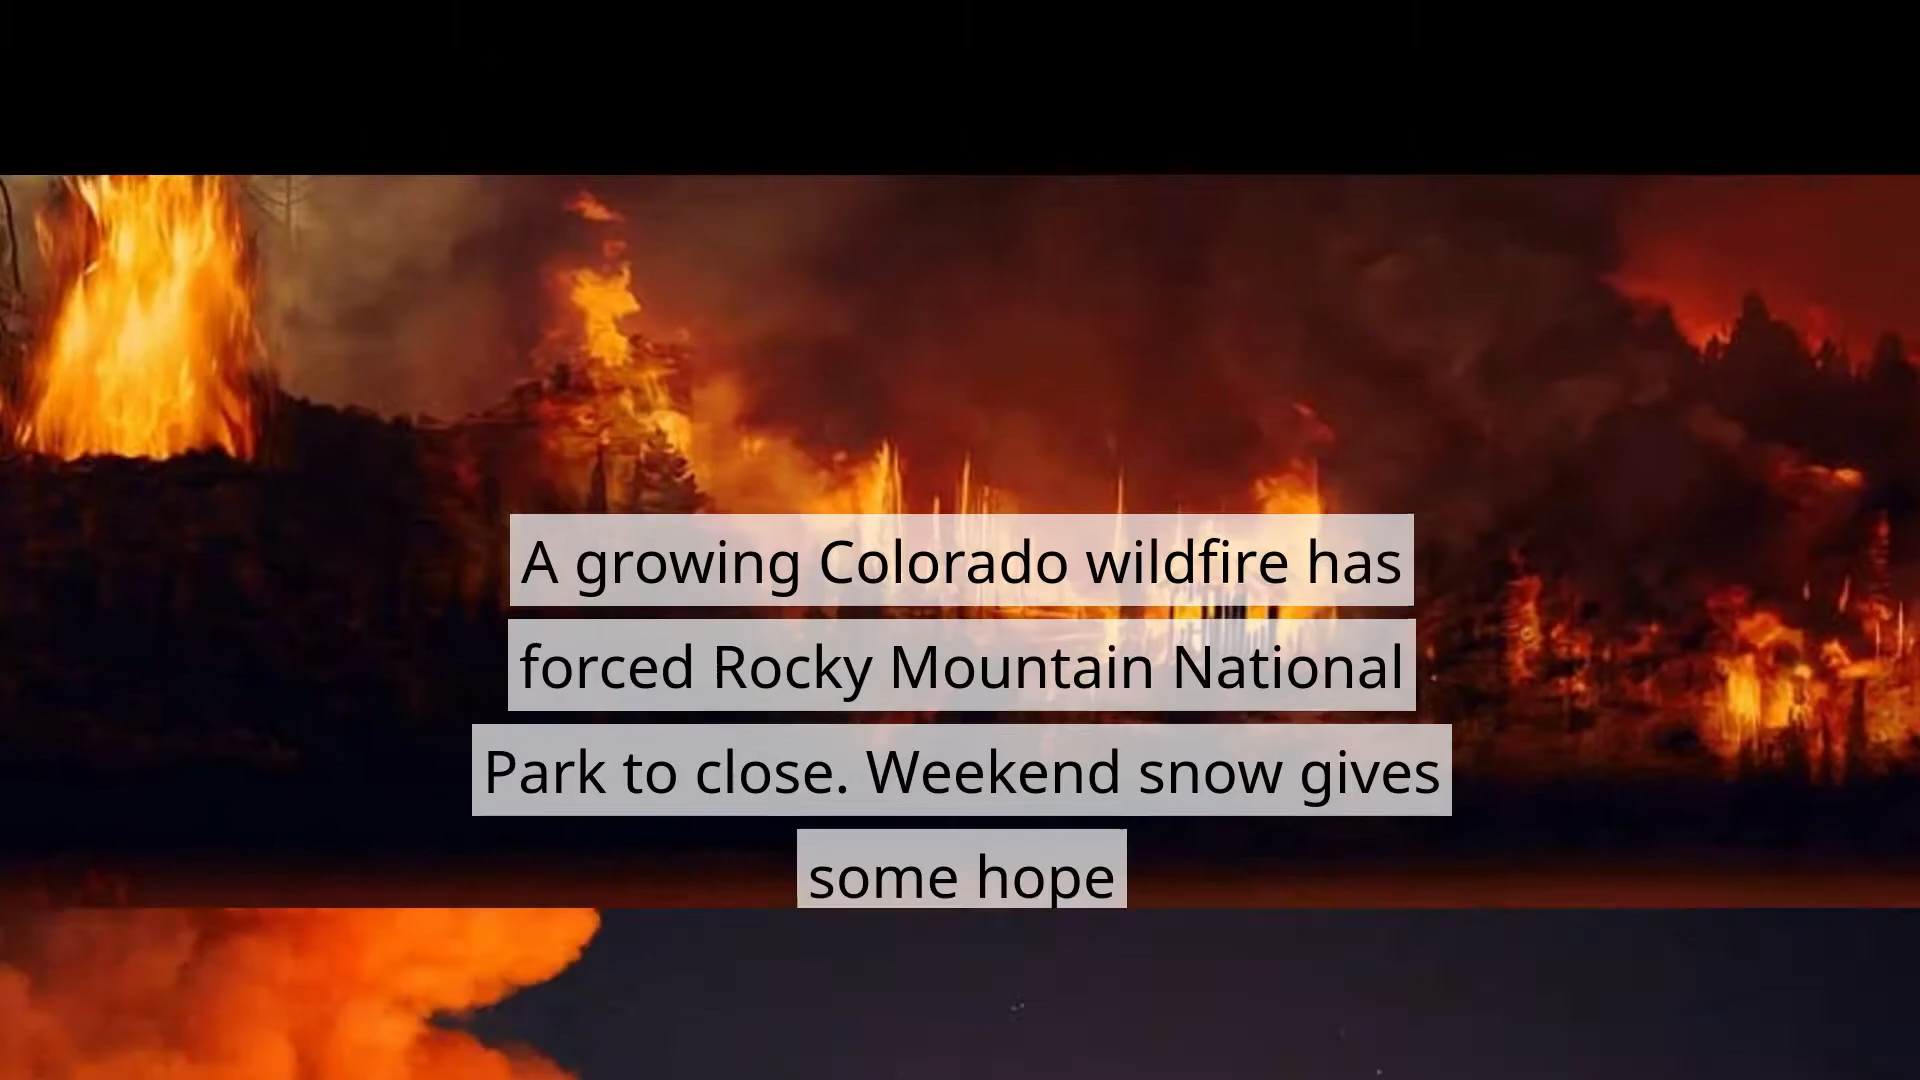 A growing Colorado wildfire has
forced Rocky Mountain National
Park to close. Weekend snow gives
some hope